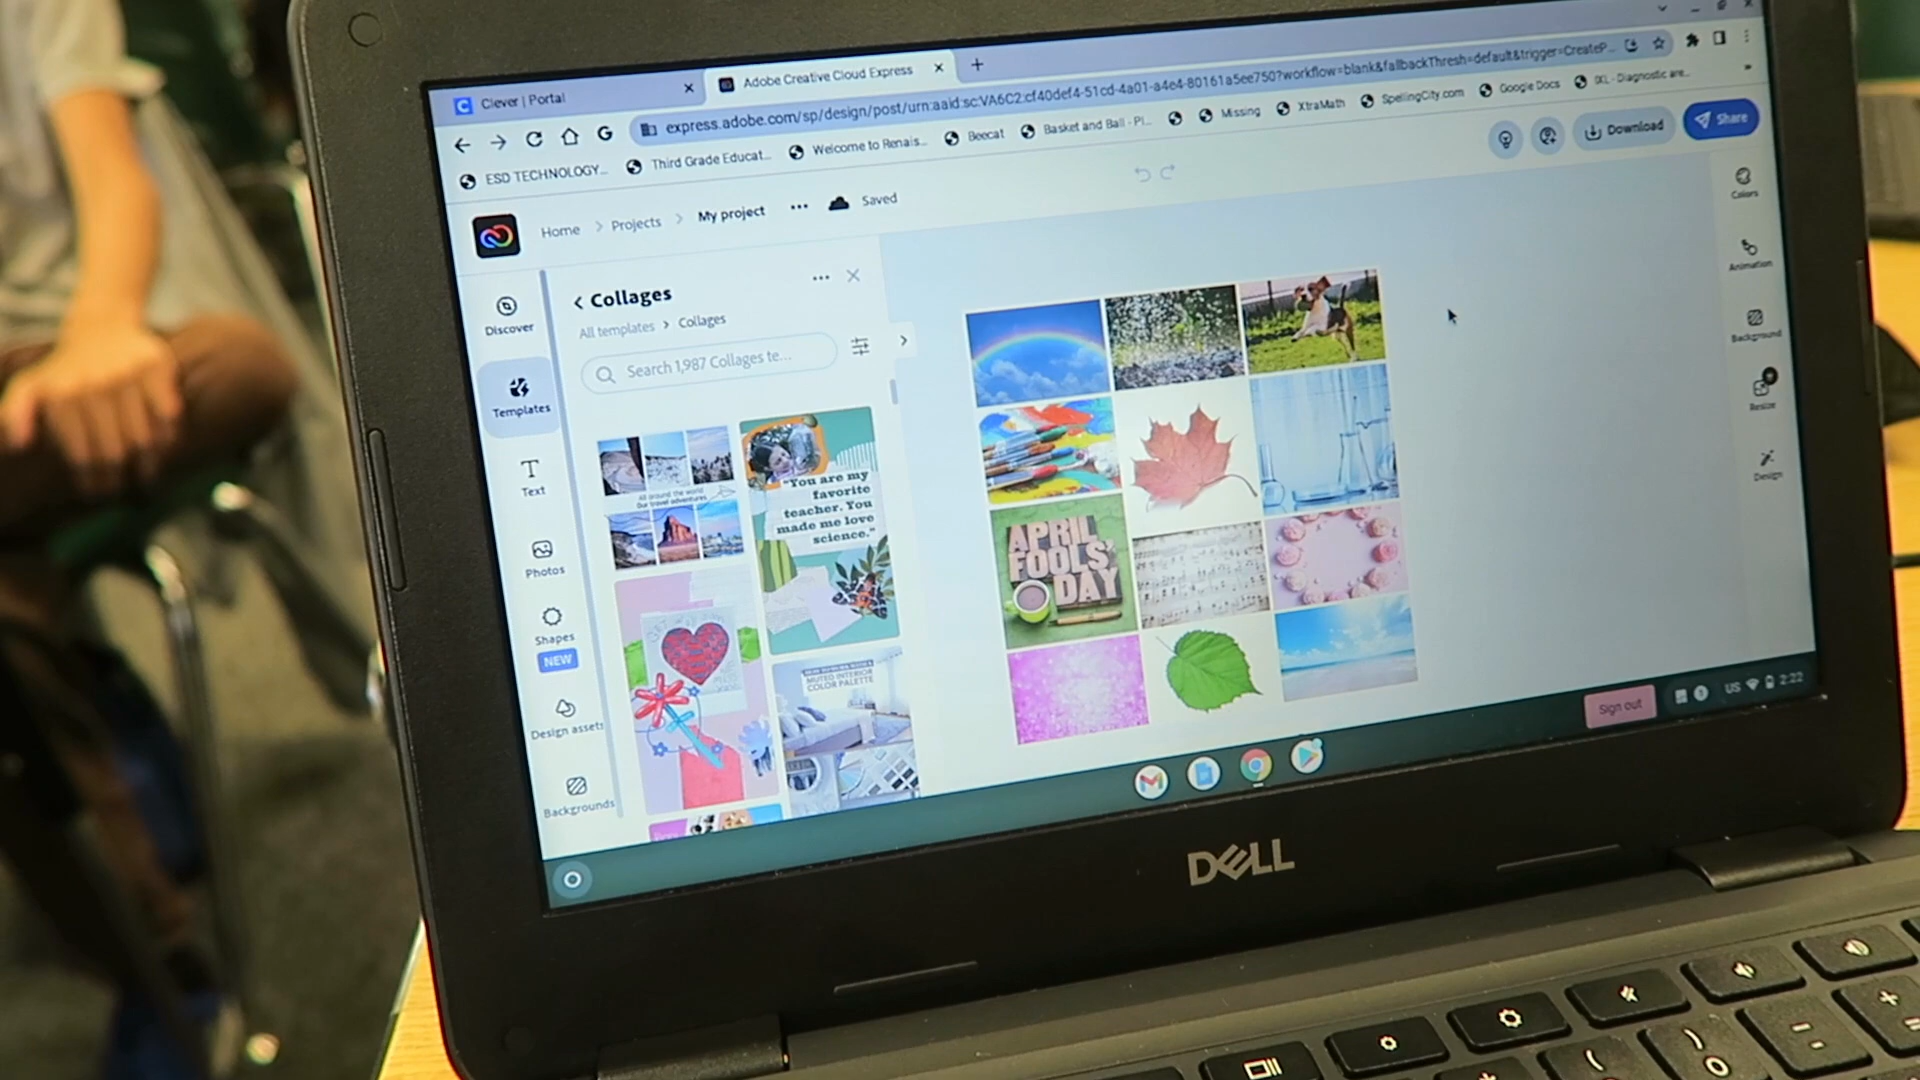 Clever | Portal
Adobe Creative Cloud Express
express.adobe.com/sp/design/post/urn:aaid:sc:VA6C2:cf40def4-51cd-4a01-a4e4-80161a5ee750?workflow=blank&fallbackThresh=default&trigger=CreateP...
ESD TECHNOLOGY...
Third Grade Educat...
Welcome to Renais...
Beecat
Basket and Ball - Pl...
Missing
XtraMath
SpellingCity.com
Google Docs
IXL - Diagnostic are...
Home
Projects
My project
Saved
Download
Share
Discover
Templates
Text
Photos
Shapes
NEW
Design assets
Backgrounds
Collages
All templates
Collages
Search 1,987 Collages te...
All around the world
Our travel adventures
"You are my
favorite
teacher. You
made me love
science."
MUTED INTERIOR
COLOR PALETTE
APRIL
FOOLS'
DAY
Colors
Animation
Background
Resize
Design
Sign out
US
2:22
DELL